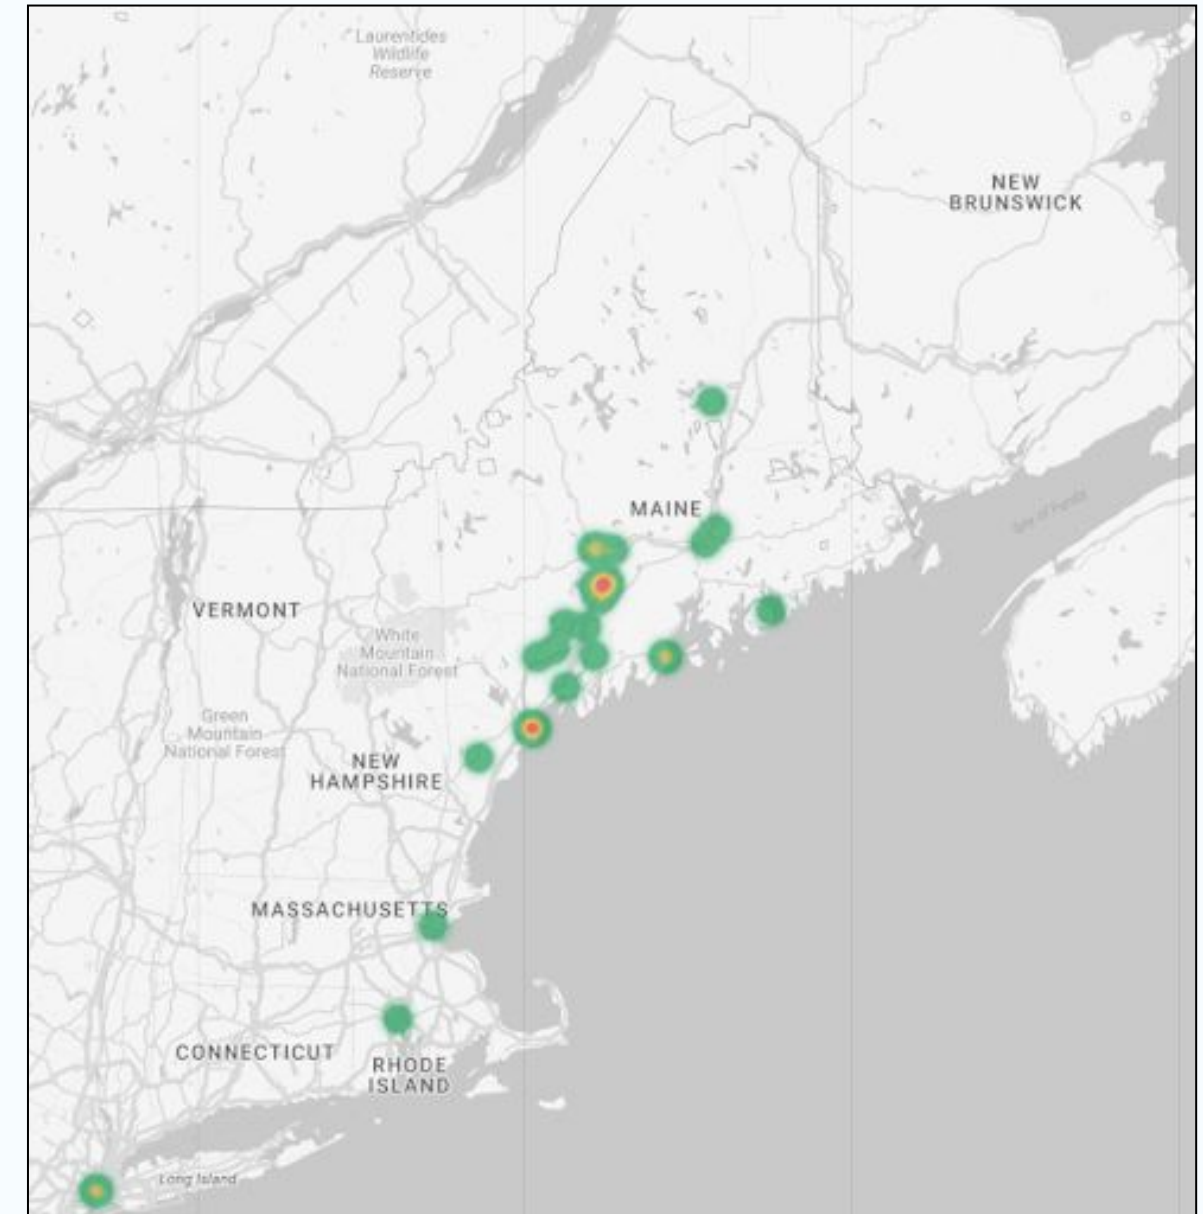 Laurentides
Wildlife
Reserve
NEW
BRUNSWICK
MAINE
VERMONT
White
Mountain
National Forest
Green
Mountain
National Forest
NEW
HAMPSHIRE
MASSACHUSETTS
CONNECTICUT
RHODE
ISLAND
Long Island